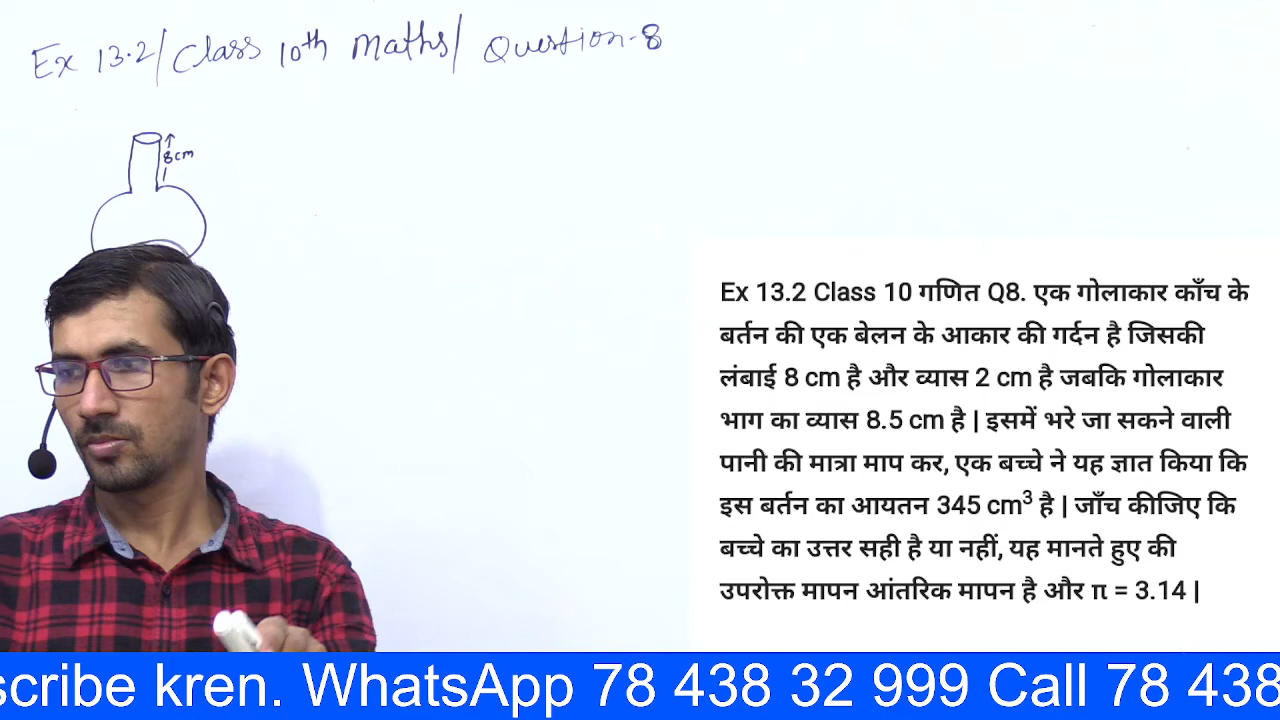 Ex 13.2/ Class 10th Maths/ Question-8
8 cm
Ex 13.2 Class 10 गणित Q8. एक गोलाकार काँच के
बर्तन की एक बेलन के आकार की गर्दन है जिसकी
लंबाई 8 cm है और व्यास 2 cm है जबकि गोलाकार
भाग का व्यास 8.5 cm है | इसमें भरे जा सकने वाली
पानी की मात्रा माप कर, एक बच्चे ने यह ज्ञात किया कि
इस बर्तन का आयतन 345 cm³ है | जाँच कीजिए कि
बच्चे का उत्तर सही है या नहीं, यह मानते हुए की
उपरोक्त मापन आंतरिक मापन है और π = 3.14 |
scribe kren. WhatsApp 78 438 32 999 Call 78 438